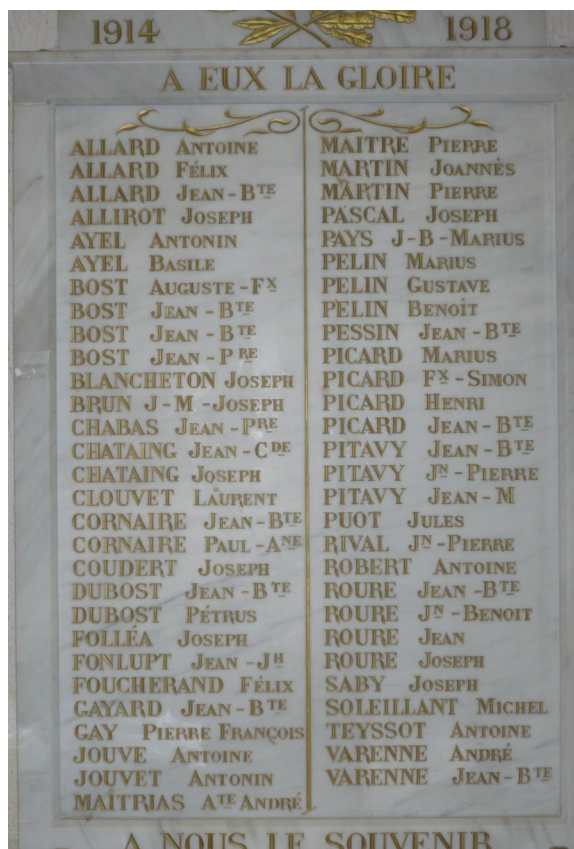 1914 1918
A EUX LA GLOIRE
ALLARD ANTOINE
ALLARD FÉLIX
ALLARD JEAN-BTE
ALLIROT JOSEPH
AYEL ANTONIN
AYEL BASILE
BOST AUGUSTE-FX
BOST JEAN-BTE
BOST JEAN-BTE
BOST JEAN-PRE
BLANCHETON JOSEPH
BRUN J-M-JOSEPH
CHABAS JEAN-PRE
CHATAING JEAN-CDE
CHATAING JOSEPH
CLOUVET LAURENT
CORNAIRE JEAN-BTE
CORNAIRE PAUL-ANE
COUDERT JOSEPH
DUBOST JEAN-BTE
DUBOST PÉTRUS
FOLLÉA JOSEPH
FONLUPT JEAN-JH
FOUCHERAND FÉLIX
GAYARD JEAN-BTE
GAY PIERRE FRANÇOIS
JOUVE ANTOINE
JOUVET ANTONIN
MAÎTRIAS ATE ANDRÉ
MAITRE PIERRE
MARTIN JOANNÈS
MARTIN PIERRE
PASCAL JOSEPH
PAYS J-B-MARIUS
PELIN MARIUS
PELIN GUSTAVE
PELIN BENOÎT
PESSIN JEAN-BTE
PICARD MARIUS
PICARD FX-SIMON
PICARD HENRI
PICARD JEAN-BTE
PITAVY JEAN-BTE
PITAVY JN-PIERRE
PITAVY JEAN-M
PUOT JULES
RIVAL JN-PIERRE
ROBERT ANTOINE
ROURE JEAN-BTE
ROURE JN-BENOIT
ROURE JEAN
ROURE JOSEPH
SABY JOSEPH
SOLEILLANT MICHEL
TEYSSOT ANTOINE
VARENNE ANDRÉ
VARENNE JEAN-BTE
A NOUS LE SOUVENIR